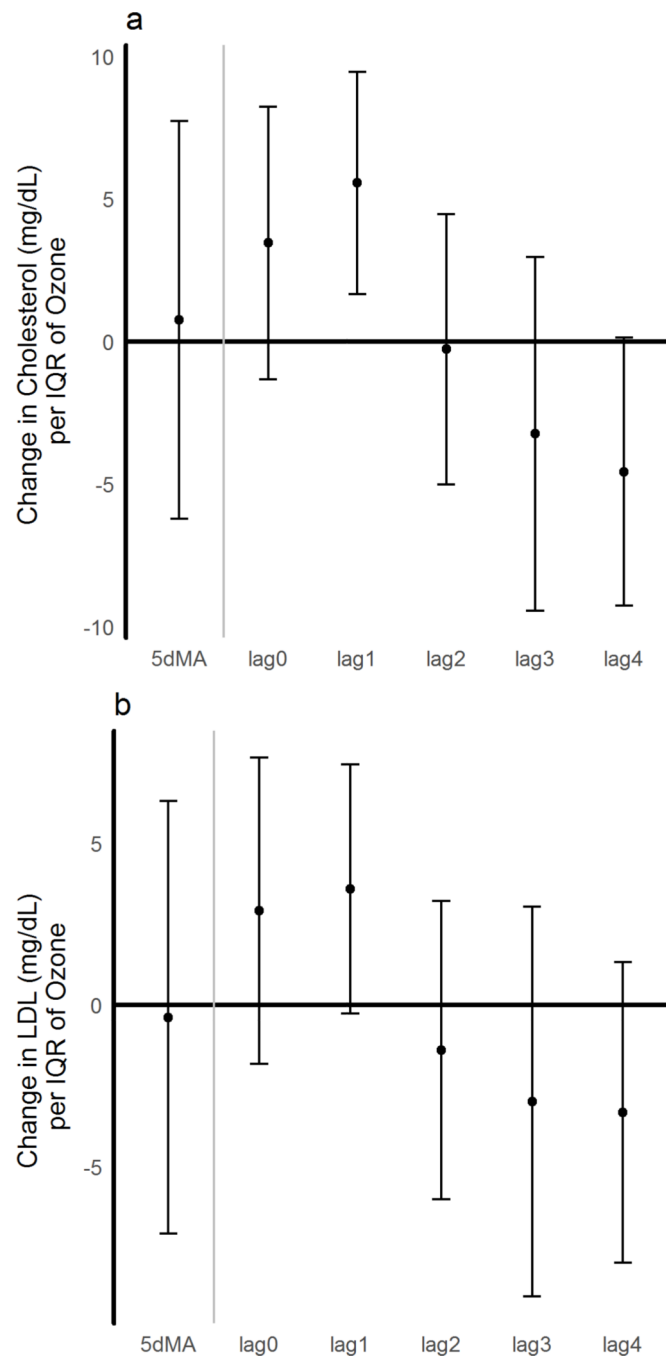 a
Change in Cholesterol (mg/dL)
per IQR of Ozone
10
5
0
-5
-10
5dMA lag0 lag1 lag2 lag3 lag4
b
Change in LDL (mg/dL)
per IQR of Ozone
5
0
-5
5dMA lag0 lag1 lag2 lag3 lag4